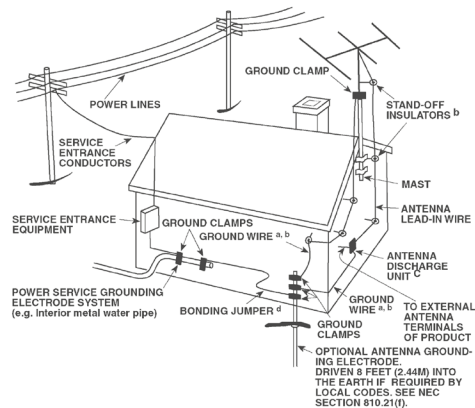 GROUND CLAMP
POWER LINES
STAND-OFF
INSULATORS b
SERVICE
ENTRANCE
CONDUCTORS
MAST
ANTENNA
LEAD-IN WIRE
SERVICE ENTRANCE
EQUIPMENT
GROUND CLAMPS
GROUND WIRE a, b
ANTENNA
DISCHARGE
UNIT C
POWER SERVICE GROUNDING
ELECTRODE SYSTEM
(e.g. Interior metal water pipe)
BONDING JUMPER d
GROUND
WIRE a, b
TO EXTERNAL
ANTENNA
TERMINALS
OF PRODUCT
GROUND
CLAMPS
OPTIONAL ANTENNA GROUND-
ING ELECTRODE.
DRIVEN 8 FEET (2.44M) INTO
THE EARTH IF REQUIRED BY
LOCAL CODES. SEE NEC
SECTION 810.21(f).